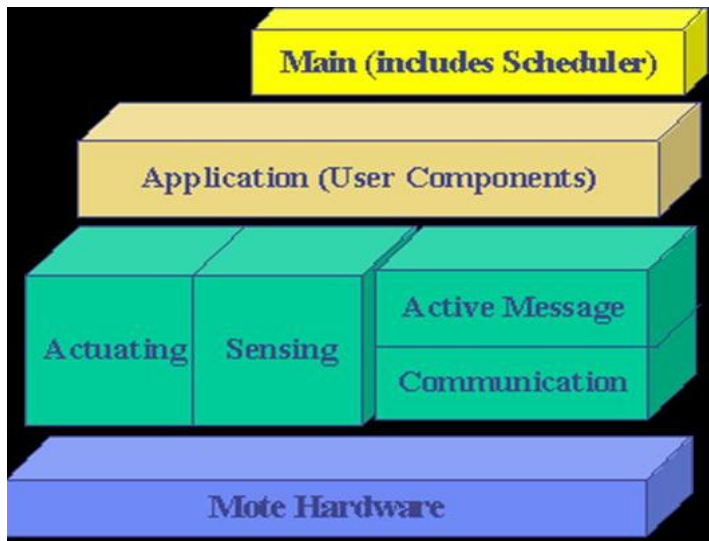 Main (includes Scheduler)
Application (User Components)
Actuating
Sensing
Active Message
Communication
Mote Hardware